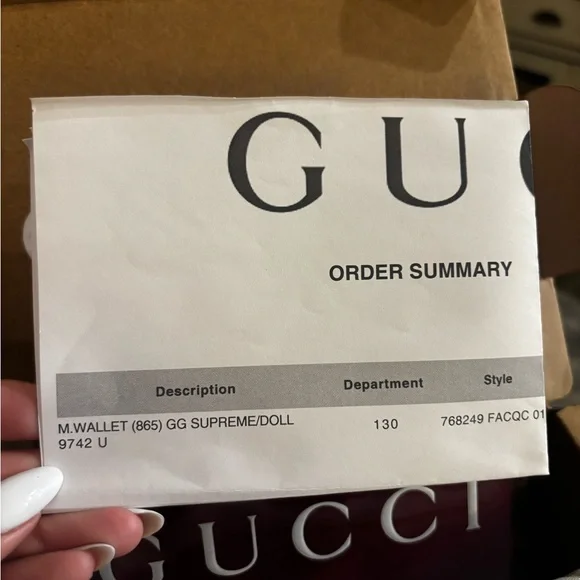 GUC
ORDER SUMMARY
Description Department Style
M.WALLET (865) GG SUPREME/DOLL 130 768249 FACQC 01
9742 U
GUCCI